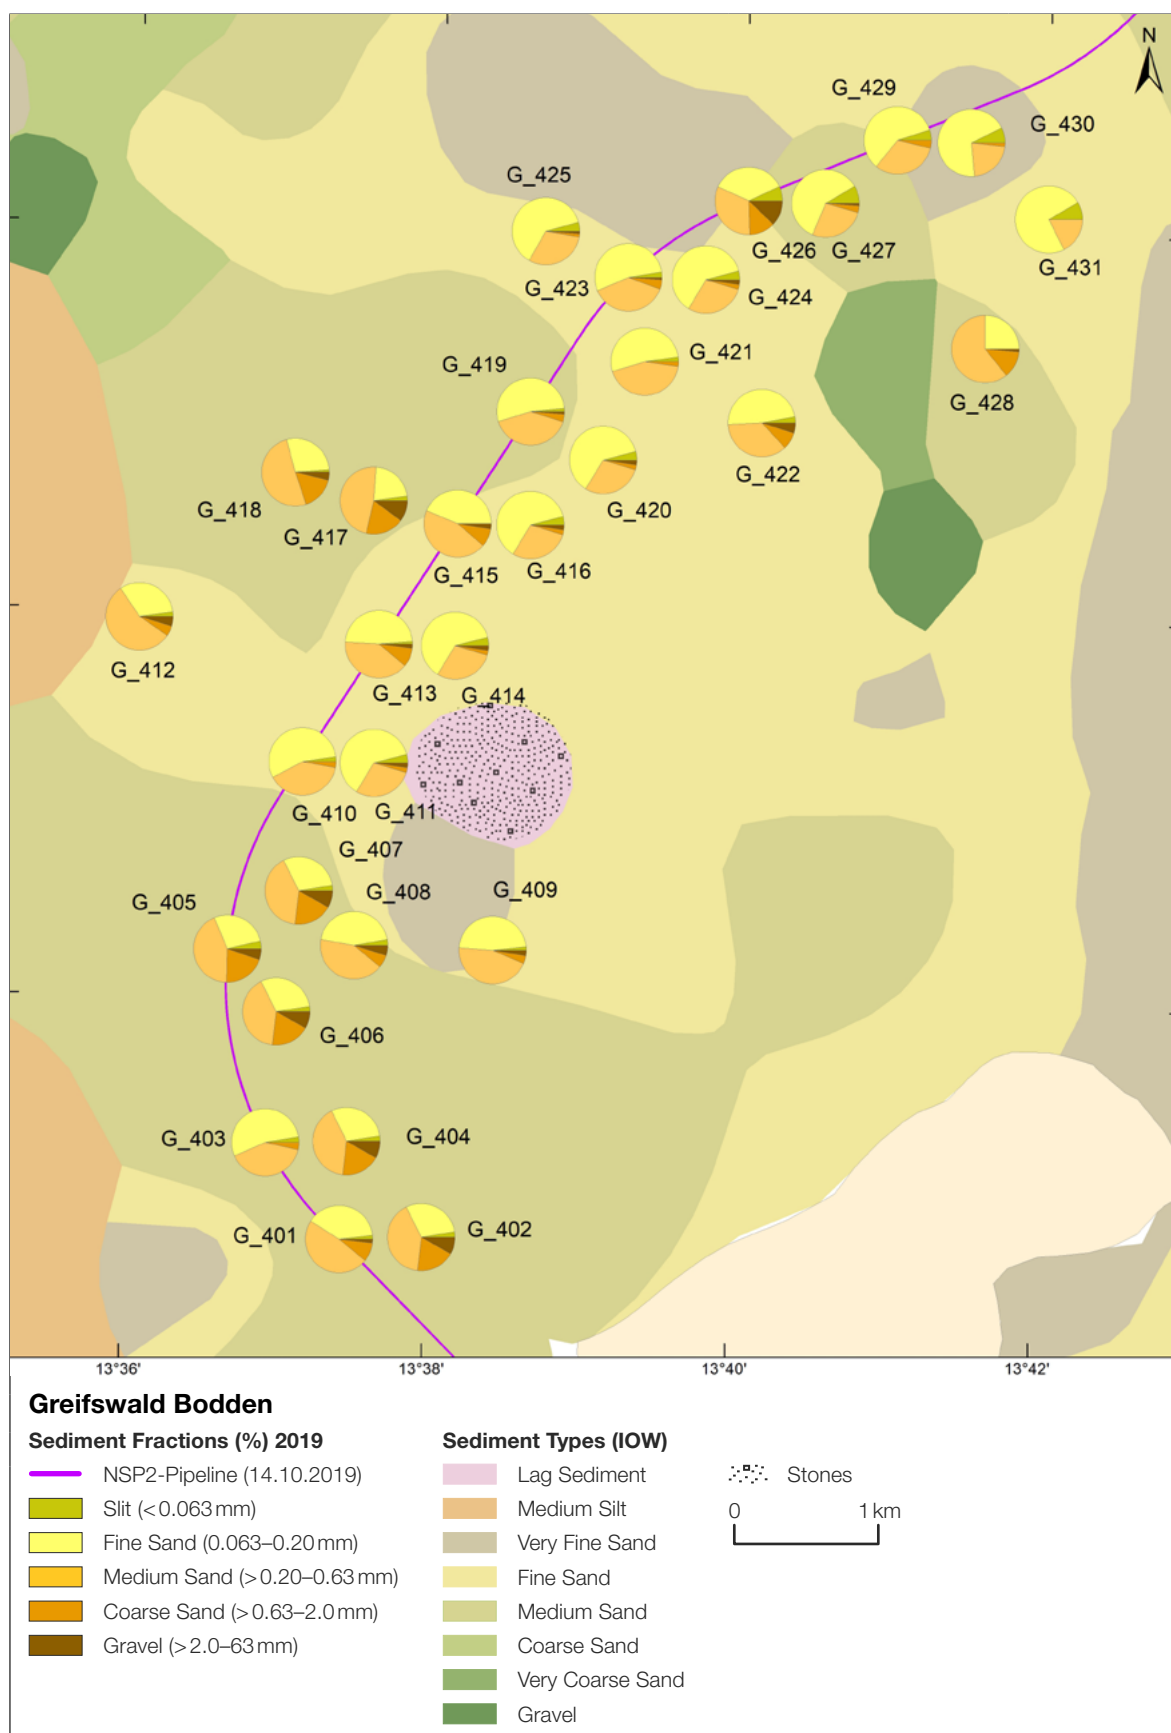 N
G_429
G_430
G_425
G_426
G_427
G_431
G_423
G_424
G_421
G_419
G_428
G_422
G_418
G_420
G_417
G_415
G_416
G_412
G_413
G_414
G_410
G_411
G_407
G_408
G_409
G_405
G_406
G_403
G_404
G_401
G_402
13°36' 13°38' 13°40' 13°42'
Greifswald Bodden
Sediment Fractions (%) 2019
NSP2-Pipeline (14.10.2019)
Slit (<0.063 mm)
Fine Sand (0.063–0.20 mm)
Medium Sand (>0.20–0.63 mm)
Coarse Sand (>0.63–2.0 mm)
Gravel (>2.0–63 mm)
Sediment Types (IOW)
Lag Sediment
Medium Silt
Very Fine Sand
Fine Sand
Medium Sand
Coarse Sand
Very Coarse Sand
Gravel
Stones
0 1 km